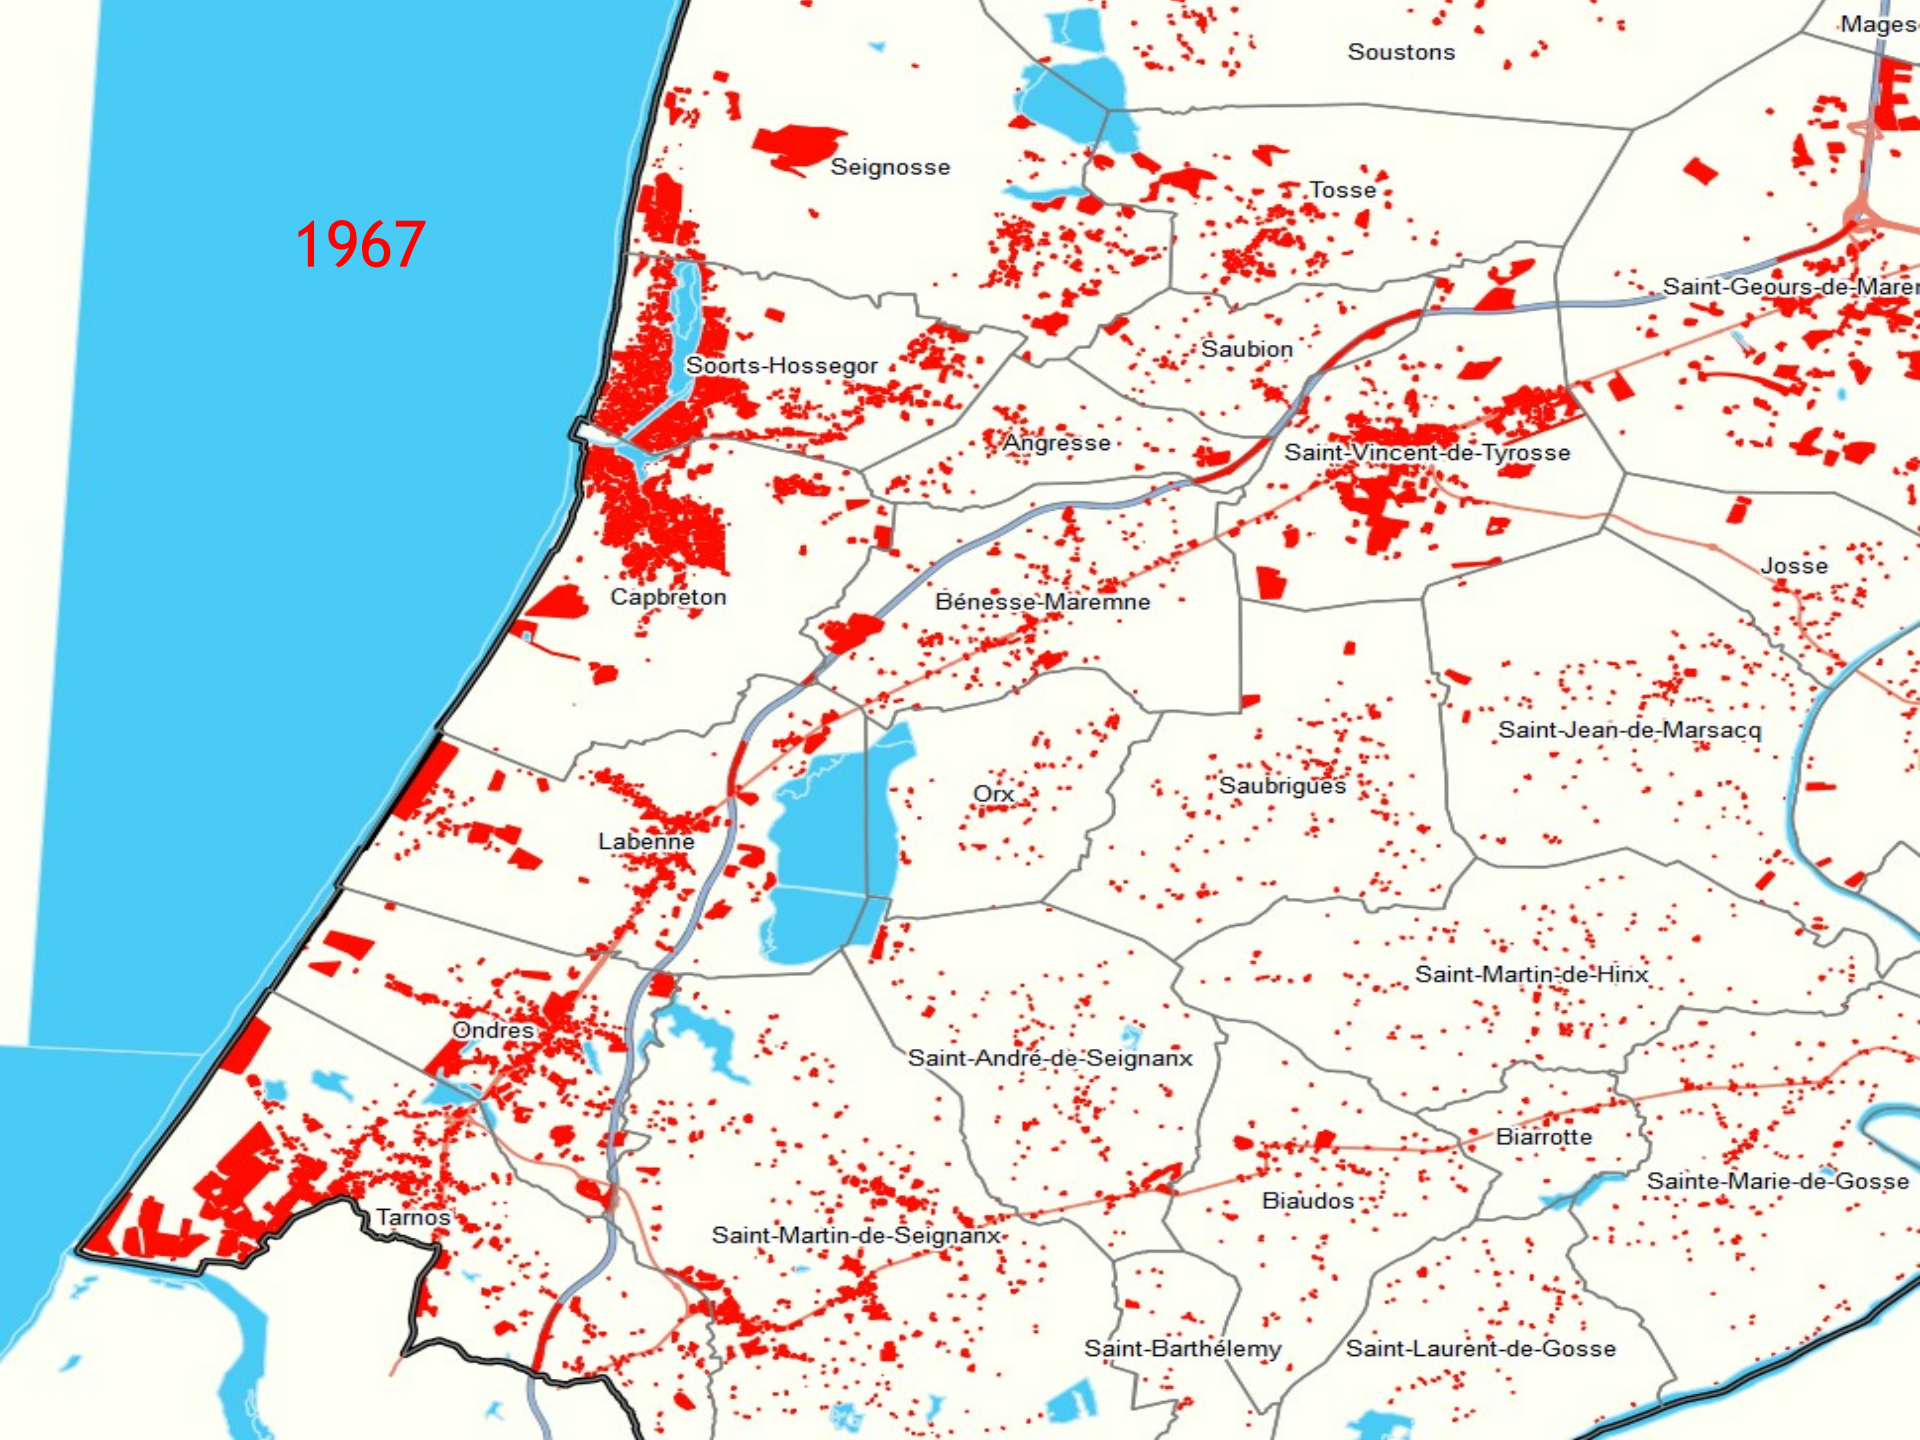 Mages
Soustons
Seignosse
Tosse
1967
Saint-Geours-de-Marem
Saubion
Soorts-Hossegor
Angresse
Saint-Vincent-de-Tyrosse
Josse
Capbreton
Bénesse-Maremne
Saint-Jean-de-Marsacq
Saubrigues
Orx
Labenne
Saint-Martin-de-Hinx
Ondres
Saint-André-de-Seignanx
Biarrotte
Sainte-Marie-de-Gosse
Biaudos
Tarnos
Saint-Martin-de-Seignanx
Saint-Barthélemy
Saint-Laurent-de-Gosse